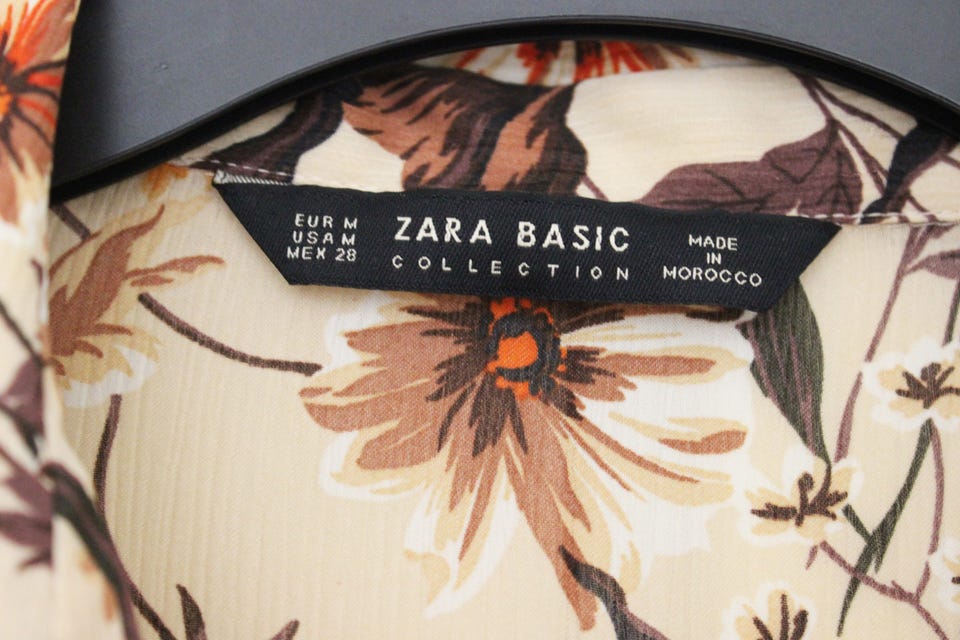 EUR M
USA M
MEX 28
ZARA BASIC
COLLECTION
MADE
IN
MOROCCO